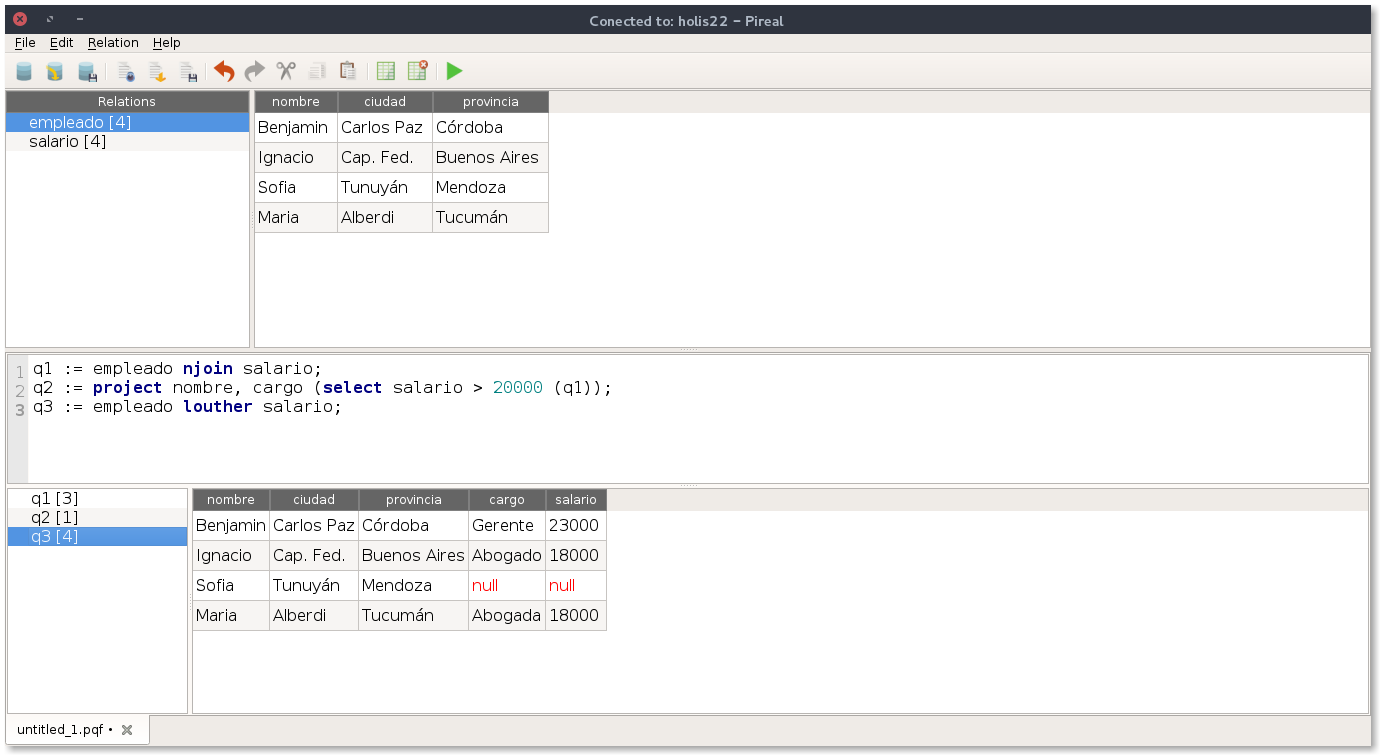 Conected to: holis22 – Pireal
File Edit Relation Help
Relations
empleado [4]
salario [4]
nombre ciudad provincia
Benjamin Carlos Paz Córdoba
Ignacio Cap. Fed. Buenos Aires
Sofia Tunuyán Mendoza
Maria Alberdi Tucumán
1 q1 := empleado njoin salario;
2 q2 := project nombre, cargo (select salario > 20000 (q1));
3 q3 := empleado louther salario;
q1 [3]
q2 [1]
q3 [4]
nombre ciudad provincia cargo salario
Benjamin Carlos Paz Córdoba Gerente 23000
Ignacio Cap. Fed. Buenos Aires Abogado 18000
Sofia Tunuyán Mendoza null null
Maria Alberdi Tucumán Abogada 18000
untitled_1.pqf •